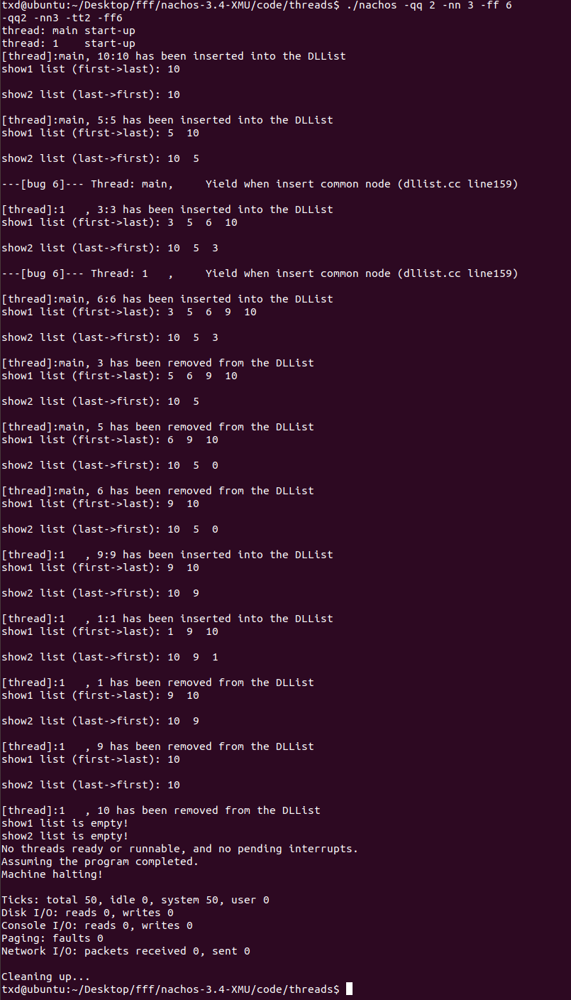 txd@ubuntu:~/Desktop/fff/nachos-3.4-XMU/code/threads$ ./nachos -qq 2 -nn 3 -ff 6
-qq2 -nn3 -tt2 -ff6
thread: main start-up
thread: 1    start-up
[thread]:main, 10:10 has been inserted into the DLList
show1 list (first->last): 10
show2 list (last->first): 10
[thread]:main, 5:5 has been inserted into the DLList
show1 list (first->last): 5  10
show2 list (last->first): 10  5
---[bug 6]--- Thread: main,     Yield when insert common node (dllist.cc line159)
[thread]:1   , 3:3 has been inserted into the DLList
show1 list (first->last): 3  5  6  10
show2 list (last->first): 10  5  3
---[bug 6]--- Thread: 1   ,     Yield when insert common node (dllist.cc line159)
[thread]:main, 6:6 has been inserted into the DLList
show1 list (first->last): 3  5  6  9  10
show2 list (last->first): 10  5  3
[thread]:main, 3 has been removed from the DLList
show1 list (first->last): 5  6  9  10
show2 list (last->first): 10  5
[thread]:main, 5 has been removed from the DLList
show1 list (first->last): 6  9  10
show2 list (last->first): 10  5  0
[thread]:main, 6 has been removed from the DLList
show1 list (first->last): 9  10
show2 list (last->first): 10  5  0
[thread]:1   , 9:9 has been inserted into the DLList
show1 list (first->last): 9  10
show2 list (last->first): 10  9
[thread]:1   , 1:1 has been inserted into the DLList
show1 list (first->last): 1  9  10
show2 list (last->first): 10  9  1
[thread]:1   , 1 has been removed from the DLList
show1 list (first->last): 9  10
show2 list (last->first): 10  9
[thread]:1   , 9 has been removed from the DLList
show1 list (first->last): 10
show2 list (last->first): 10
[thread]:1   , 10 has been removed from the DLList
show1 list is empty!
show2 list is empty!
No threads ready or runnable, and no pending interrupts.
Assuming the program completed.
Machine halting!
Ticks: total 50, idle 0, system 50, user 0
Disk I/O: reads 0, writes 0
Console I/O: reads 0, writes 0
Paging: faults 0
Network I/O: packets received 0, sent 0
Cleaning up...
txd@ubuntu:~/Desktop/fff/nachos-3.4-XMU/code/threads$